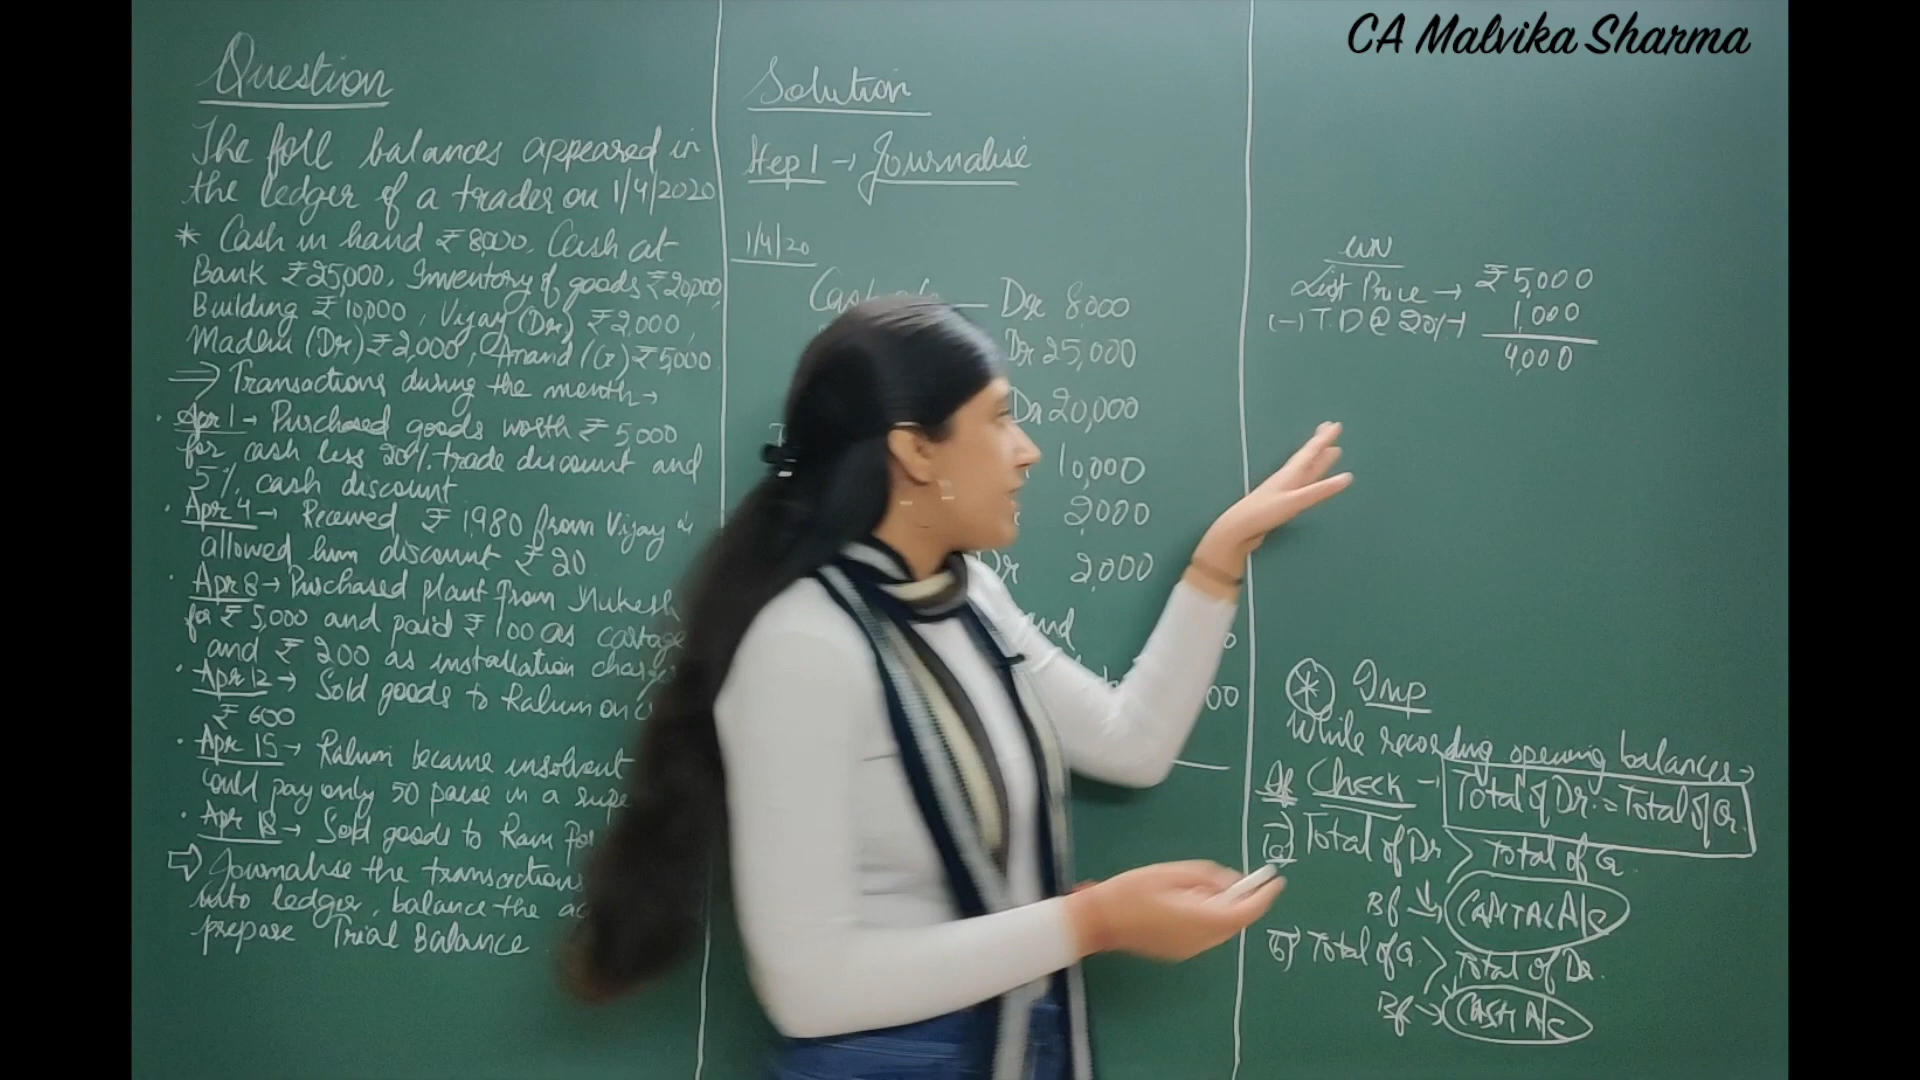 CA Malvika Sharma
Question
The foll balances appeared in
the ledger of a trader on 1/4/2020
* Cash in hand ₹ 8,000, Cash at
Bank ₹ 25,000, Inventory of goods ₹ 20,000,
Building ₹ 10,000, Vijay (Dr) ₹ 2,000,
Madhu (Dr) ₹ 2,000, Anand (Cr) ₹ 5,000.
⇒ Transactions during the month →
Apr 1 → Purchased goods worth ₹ 5000
for cash less 20% trade discount and
5% cash discount
Apr 4 → Received ₹ 1980 from Vijay &
allowed him discount ₹ 20
Apr 8 → Purchased plant from Mukesh
for ₹ 5,000 and paid ₹ 100 as cartage
and ₹ 200 as installation
Apr 12 → Sold goods to Rahim on
₹ 600
Apr 15 → Rahim became insolvent
could pay only 50 paise in a
Apr 18 → Sold goods to Ram for
⇒ Journalise the transactions
into ledger, balance the
prepare Trial Balance
Solution
Step 1 → Journalise
1/4/20
Dr 8,000
Dr 25,000
Dr 20,000
10,000
2000
Dr 2,000
WN
List Price → ₹ 5,000
(-) T.D @ 20% → 1,000
4,000
* Imp
While recording opening balances →
Check → Total of Dr. = Total of Cr.
a) Total of Dr > Total of Cr
Bf → CAPITAL A/c
b) Total of Cr > Total of Dr.
Bf → CASH A/c